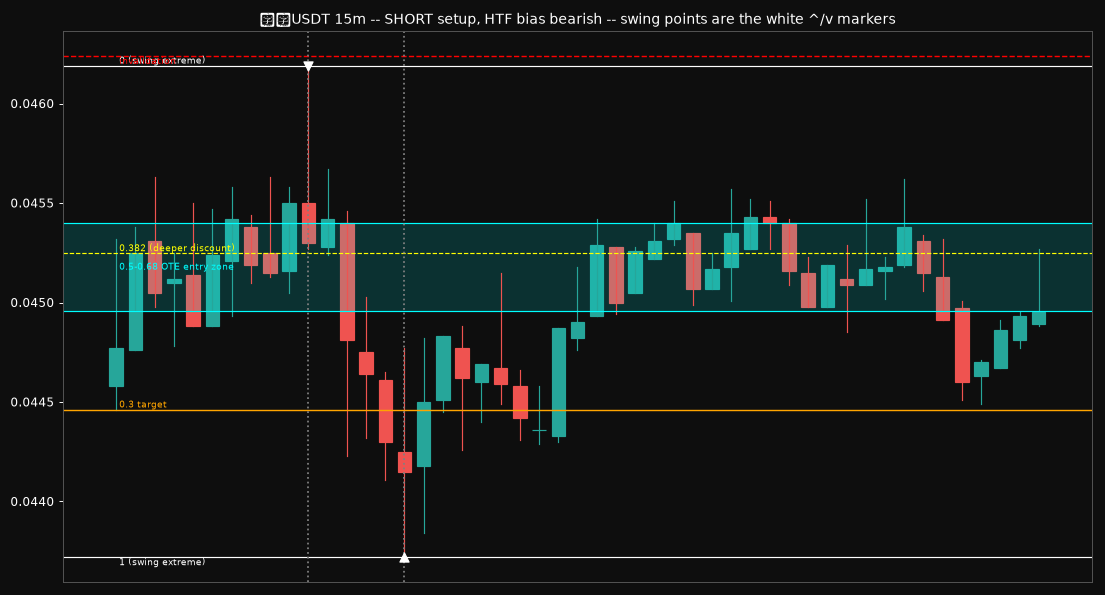 USDT 15m -- SHORT setup, HTF bias bearish -- swing points are the white ^/v markers
0 (swing extreme)
0.0460
0.0455
0.382 (deeper discount)
0.5-0.68 OTE entry zone
0.0450
0.0445
0.3 target
0.0440
1 (swing extreme)